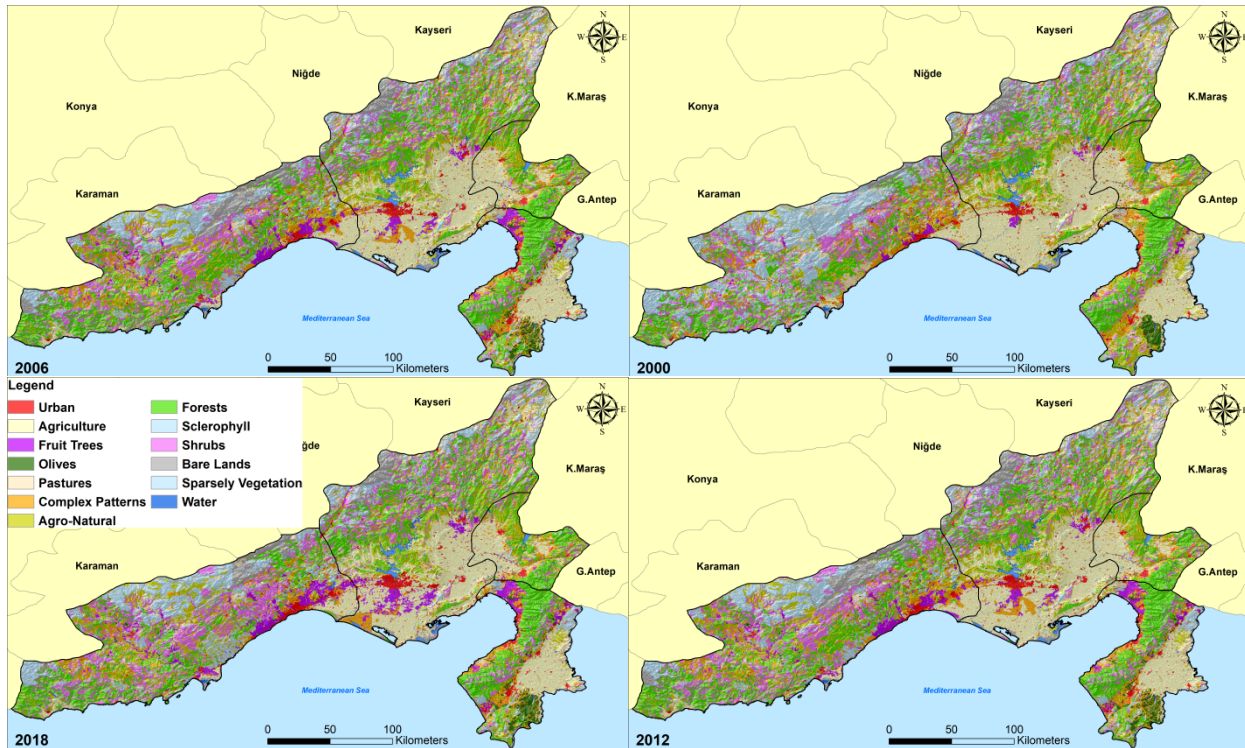 Kayseri
Niğde
Konya
K.Maraş
Karaman
G.Antep
Mediterranean Sea
0 50 100
Kilometers
2006
N
W E
S
Kayseri
Niğde
Konya
K.Maraş
Karaman
G.Antep
Mediterranean Sea
0 50 100
Kilometers
2000
N
W E
S
Legend
Urban
Agriculture
Fruit Trees
Olives
Pastures
Complex Patterns
Agro-Natural
Forests
Sclerophyll
Shrubs
Bare Lands
Sparsely Vegetation
Water
Kayseri
ğde
K.Maraş
Karaman
G.Antep
Mediterranean Sea
0 50 100
Kilometers
2018
N
W E
S
Kayseri
Niğde
Konya
K.Maraş
Karaman
G.Antep
Mediterranean Sea
0 50 100
Kilometers
2012
N
W E
S